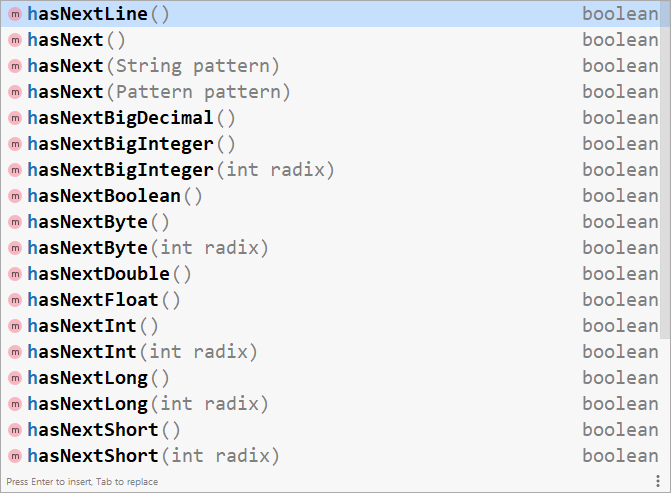 m hasNextLine() boolean
m hasNext() boolean
m hasNext(String pattern) boolean
m hasNext(Pattern pattern) boolean
m hasNextBigDecimal() boolean
m hasNextBigInteger() boolean
m hasNextBigInteger(int radix) boolean
m hasNextBoolean() boolean
m hasNextByte() boolean
m hasNextByte(int radix) boolean
m hasNextDouble() boolean
m hasNextFloat() boolean
m hasNextInt() boolean
m hasNextInt(int radix) boolean
m hasNextLong() boolean
m hasNextLong(int radix) boolean
m hasNextShort() boolean
m hasNextShort(int radix) boolean
Press Enter to insert, Tab to replace